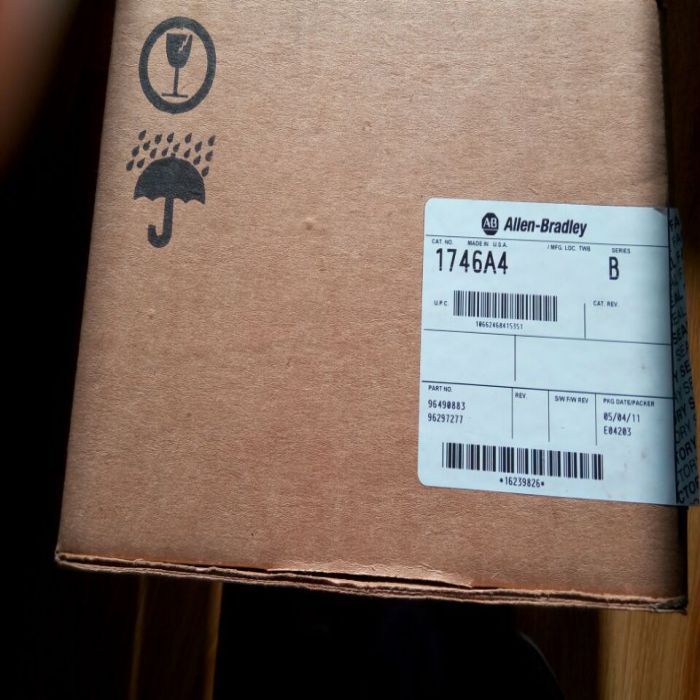 AB Allen-Bradley
CAT. NO. MADE IN U.S.A. / MFG. LOC. TWB SERIES
1746A4 B
U.P.C. CAT. REV.
10662468415351
PART NO. REV. S/W F/W REV PKG DATE/PACKER
96490883 05/04/11
96297277 E04203
*16239826*